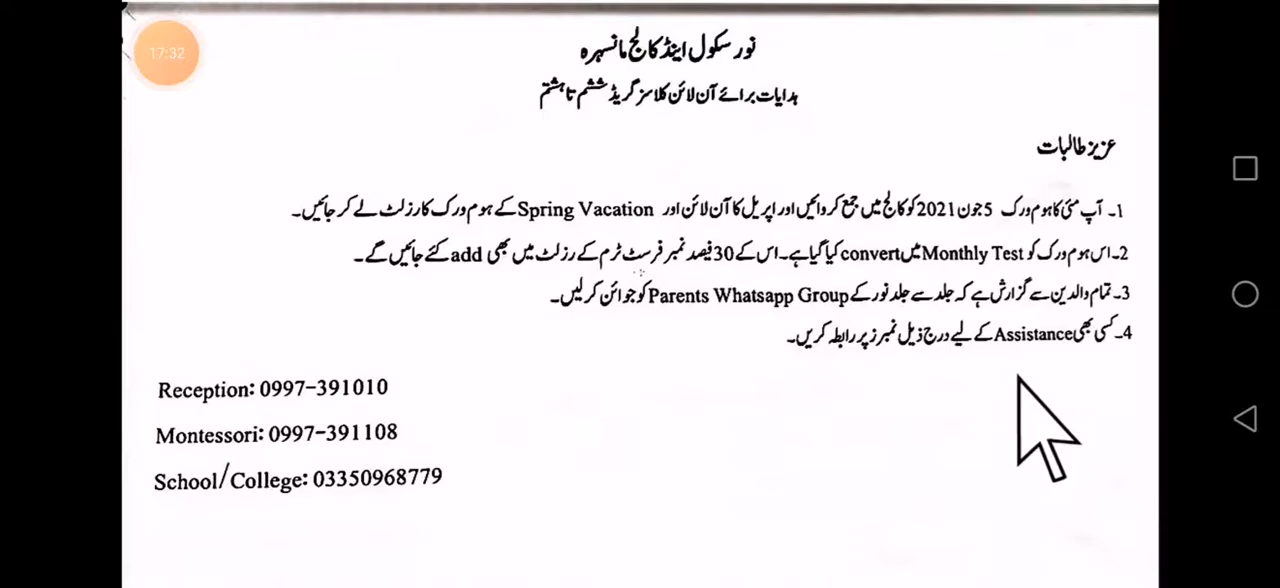 17:32
نور سکول اینڈ کالج مانسہرہ
ہدایات برائے آن لائن کلاسز گریڈ ششم تا ہشتم
عزیز طالبات
1۔ آپ مئی کا ہوم ورک 5 جون 2021 کو کالج میں جمع کروائیں اور اپریل کا آن لائن اور Spring Vacation کے ہوم ورک کا رزلٹ لے کر جائیں۔
2۔ اس ہوم ورک کو Monthly Test میں convert کیا گیا ہے۔ اس کے 30 فیصد نمبر فرسٹ ٹرم کے رزلٹ میں بھی add کئے جائیں گے۔
3۔ تمام والدین سے گزارش ہے کہ جلد سے جلد نور کے Parents Whatsapp Group کو جوائن کر لیں۔
4۔ کسی بھی Assistance کے لیے درج ذیل نمبرز پر رابطہ کریں۔
Reception: 0997-391010
Montessori: 0997-391108
School/College: 03350968779